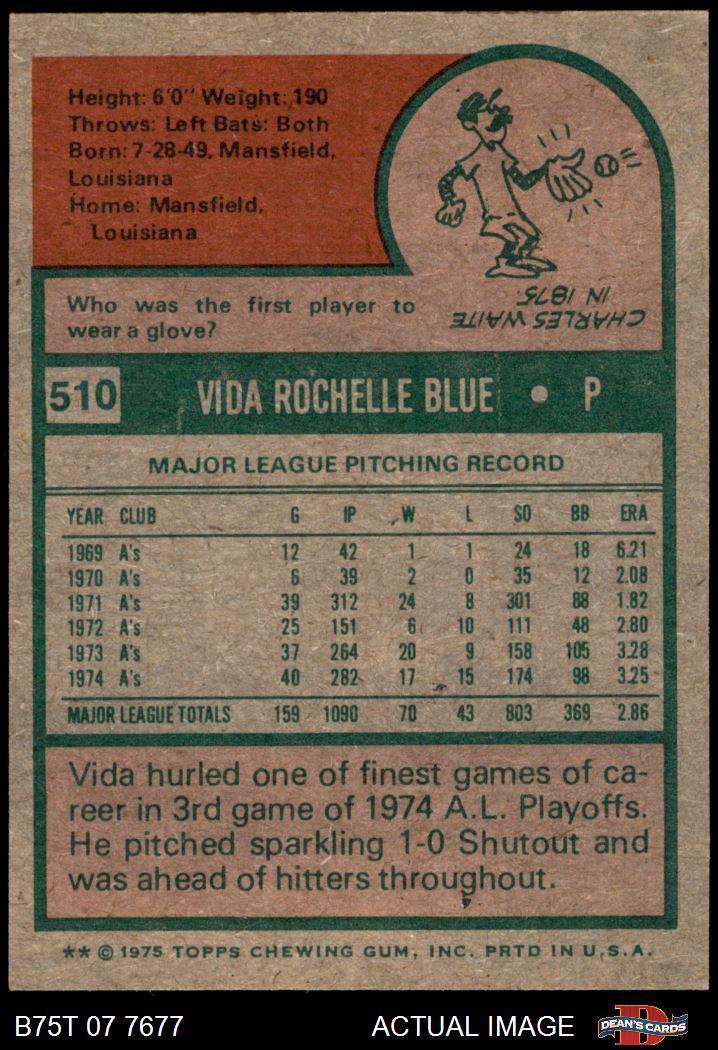 Height: 6'0" Weight: 190
Throws: Left Bats: Both
Born: 7-28-49, Mansfield,
Louisiana
Home: Mansfield,
Louisiana
CHARLES WAITE
IN 1875.
Who was the first player to
wear a glove?
510 VIDA ROCHELLE BLUE • P
MAJOR LEAGUE PITCHING RECORD
YEAR CLUB G IP W L SO BB ERA
1969 A's 12 42 1 1 24 18 6.21
1970 A's 6 39 2 0 35 12 2.08
1971 A's 39 312 24 8 301 88 1.82
1972 A's 25 151 6 10 111 48 2.80
1973 A's 37 264 20 9 158 105 3.28
1974 A's 40 282 17 15 174 98 3.25
MAJOR LEAGUE TOTALS 159 1090 70 43 803 369 2.86
Vida hurled one of finest games of ca-
reer in 3rd game of 1974 A.L. Playoffs.
He pitched sparkling 1-0 Shutout and
was ahead of hitters throughout.
** © 1975 TOPPS CHEWING GUM, INC. PRTD IN U.S.A.
B75T 07 7677 ACTUAL IMAGE D DEAN'S CARDS